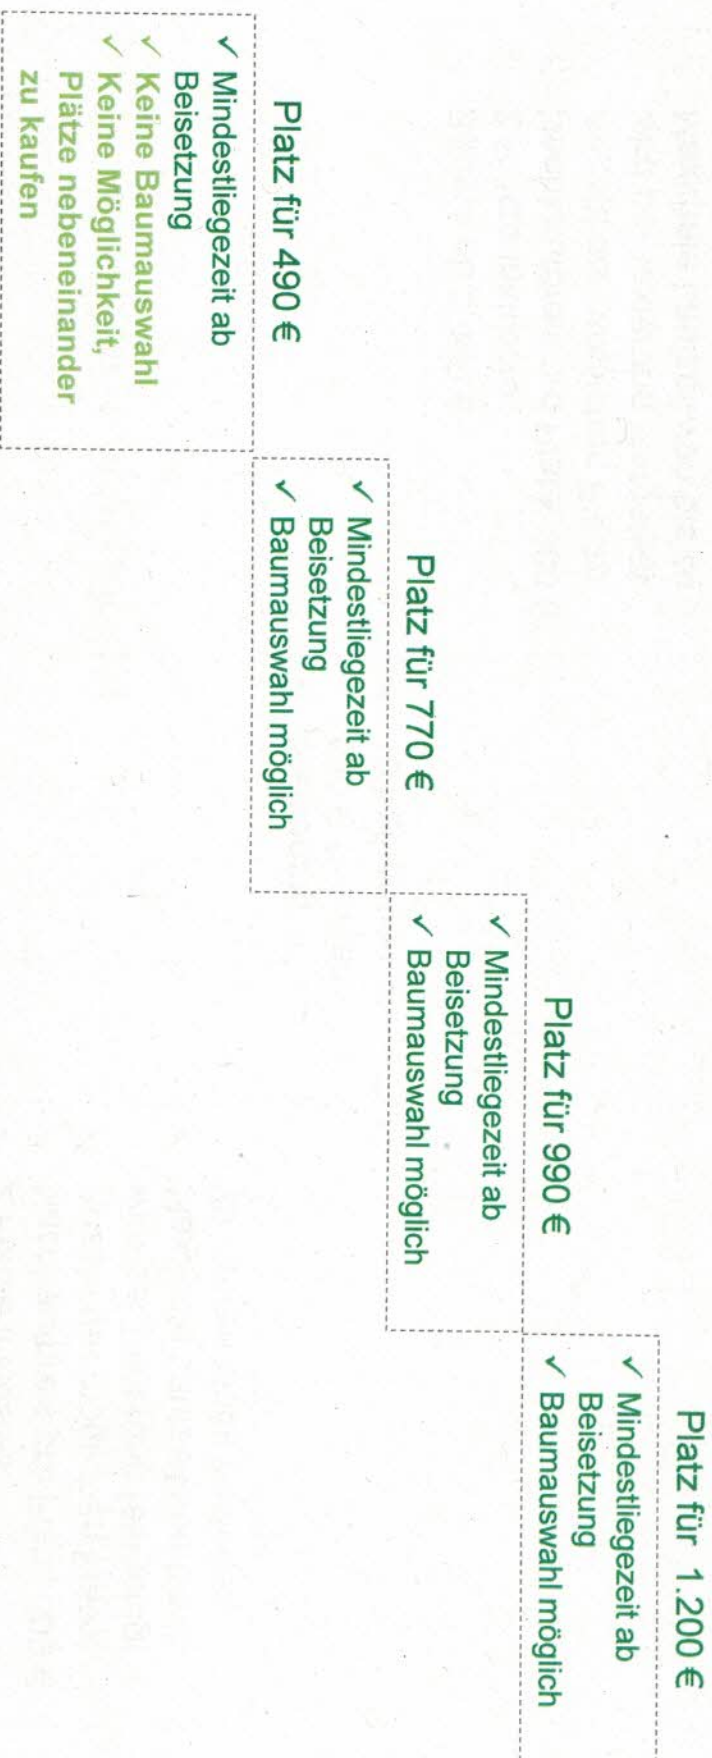 Platz für 490 €
✓ Mindestliegezeit ab
Beisetzung
✓ Keine Baumauswahl
✓ Keine Möglichkeit,
Plätze nebeneinander
zu kaufen
Platz für 770 €
✓ Mindestliegezeit ab
Beisetzung
✓ Baumauswahl möglich
Platz für 990 €
✓ Mindestliegezeit ab
Beisetzung
✓ Baumauswahl möglich
Platz für 1.200 €
✓ Mindestliegezeit ab
Beisetzung
✓ Baumauswahl möglich